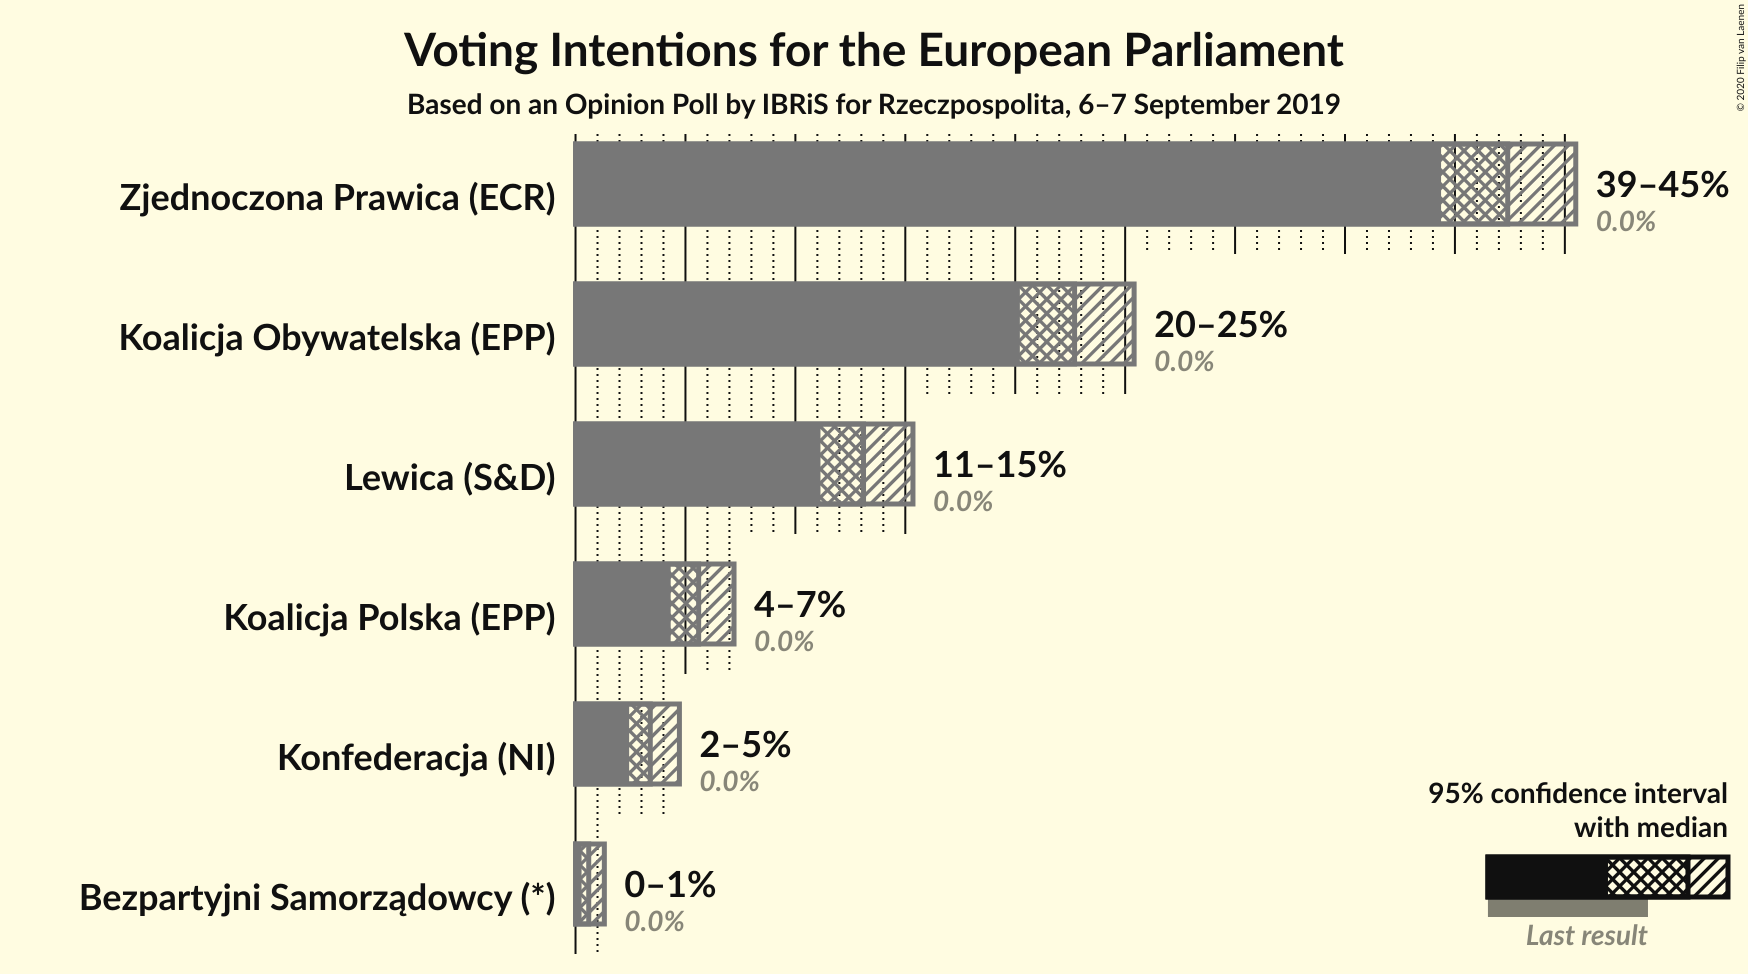 Voting Intentions for the European Parliament
Based on an Opinion Poll by IBRiS for Rzeczpospolita, 6–7 September 2019
© 2020 Filip van Laenen
Zjednoczona Prawica (ECR)
39–45%
0.0%
Koalicja Obywatelska (EPP)
20–25%
0.0%
Lewica (S&D)
11–15%
0.0%
Koalicja Polska (EPP)
4–7%
0.0%
Konfederacja (NI)
2–5%
0.0%
Bezpartyjni Samorządowcy (*)
0–1%
0.0%
95% confidence interval
with median
Last result